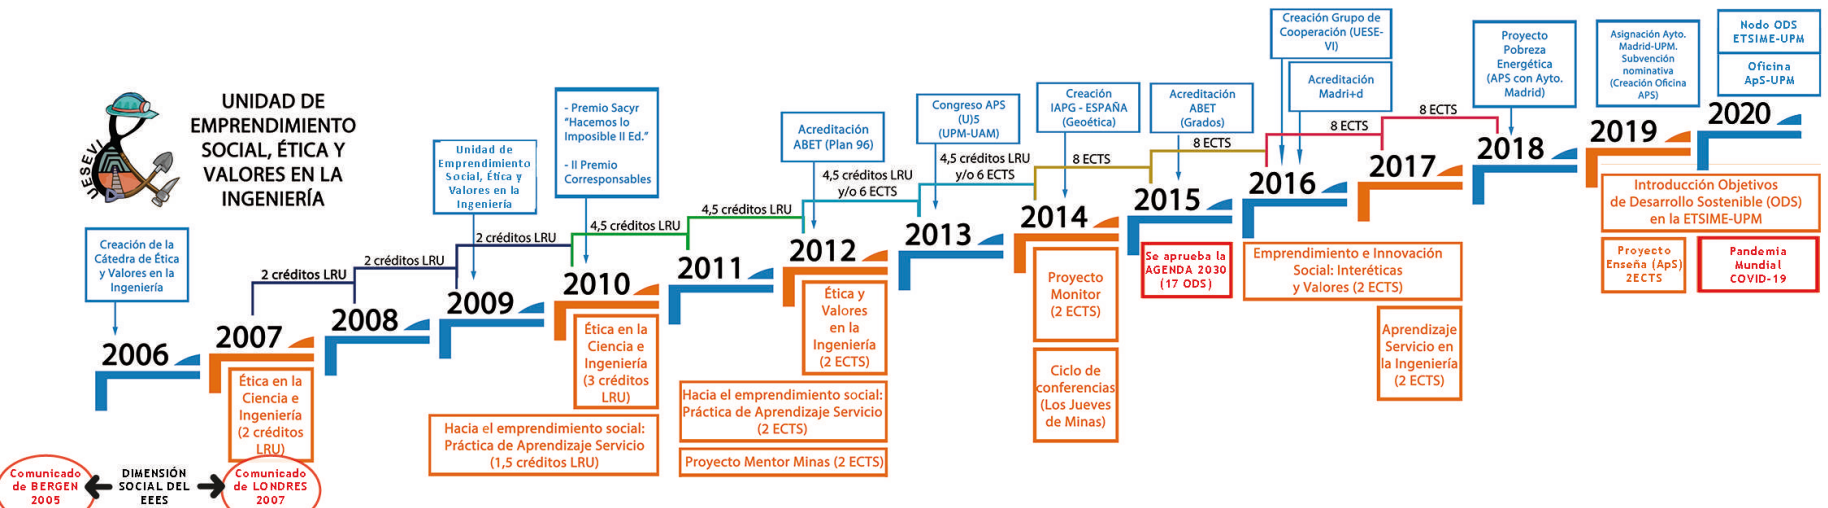 UESEVI
UNIDAD DE
EMPRENDIMIENTO
SOCIAL, ÉTICA Y
VALORES EN LA
INGENIERÍA
Creación de la
Cátedra de Ética
y Valores en la
Ingeniería
2006
Comunicado
de BERGEN
2005
DIMENSIÓN
SOCIAL DEL
EEES
Comunicado
de LONDRES
2007
2007
Ética en la
Ciencia e
Ingeniería
(2 créditos
LRU)
2 créditos LRU
2008
2 créditos LRU
Unidad de
Emprendimiento
Social, Ética y
Valores en la
Ingeniería
2009
2 créditos LRU
Hacia el emprendimiento social:
Práctica de Aprendizaje Servicio
(1,5 créditos LRU)
- Premio Sacyr
"Hacemos lo
Imposible II Ed."
- II Premio
Corresponsables
2010
Ética en la
Ciencia e
Ingeniería
(3 créditos
LRU)
4,5 créditos LRU
2011
4,5 créditos LRU
Hacia el emprendimiento social:
Práctica de Aprendizaje Servicio
(2 ECTS)
Proyecto Mentor Minas (2 ECTS)
Acreditación
ABET (Plan 96)
2012
Ética y
Valores
en la
Ingeniería
(2 ECTS)
4,5 créditos LRU
y/o 6 ECTS
Congreso APS
(U)5
(UPM-UAM)
2013
4,5 créditos LRU
y/o 6 ECTS
Creación
IAPG - ESPAÑA
(Geoética)
2014
Proyecto
Monitor
(2 ECTS)
Ciclo de
conferencias
(Los Jueves
de Minas)
8 ECTS
Acreditación
ABET
(Grados)
2015
Se aprueba la
AGENDA 2030
(17 ODS)
8 ECTS
Creación Grupo de
Cooperación (UESE-
VI)
Acreditación
Madri+d
2016
Emprendimiento e Innovación
Social: Interéticas
y Valores (2 ECTS)
8 ECTS
2017
Aprendizaje
Servicio en
la Ingeniería
(2 ECTS)
8 ECTS
Proyecto
Pobreza
Energética
(APS con Ayto.
Madrid)
2018
Asignación Ayto.
Madrid-UPM.
Subvención
nominativa
(Creación Oficina
APS)
2019
Introducción Objetivos
de Desarrollo Sostenible (ODS)
en la ETSIME-UPM
Proyecto
Enseña (ApS)
2ECTS
Nodo ODS
ETSIME-UPM
Oficina
ApS-UPM
2020
Pandemia
Mundial
COVID-19